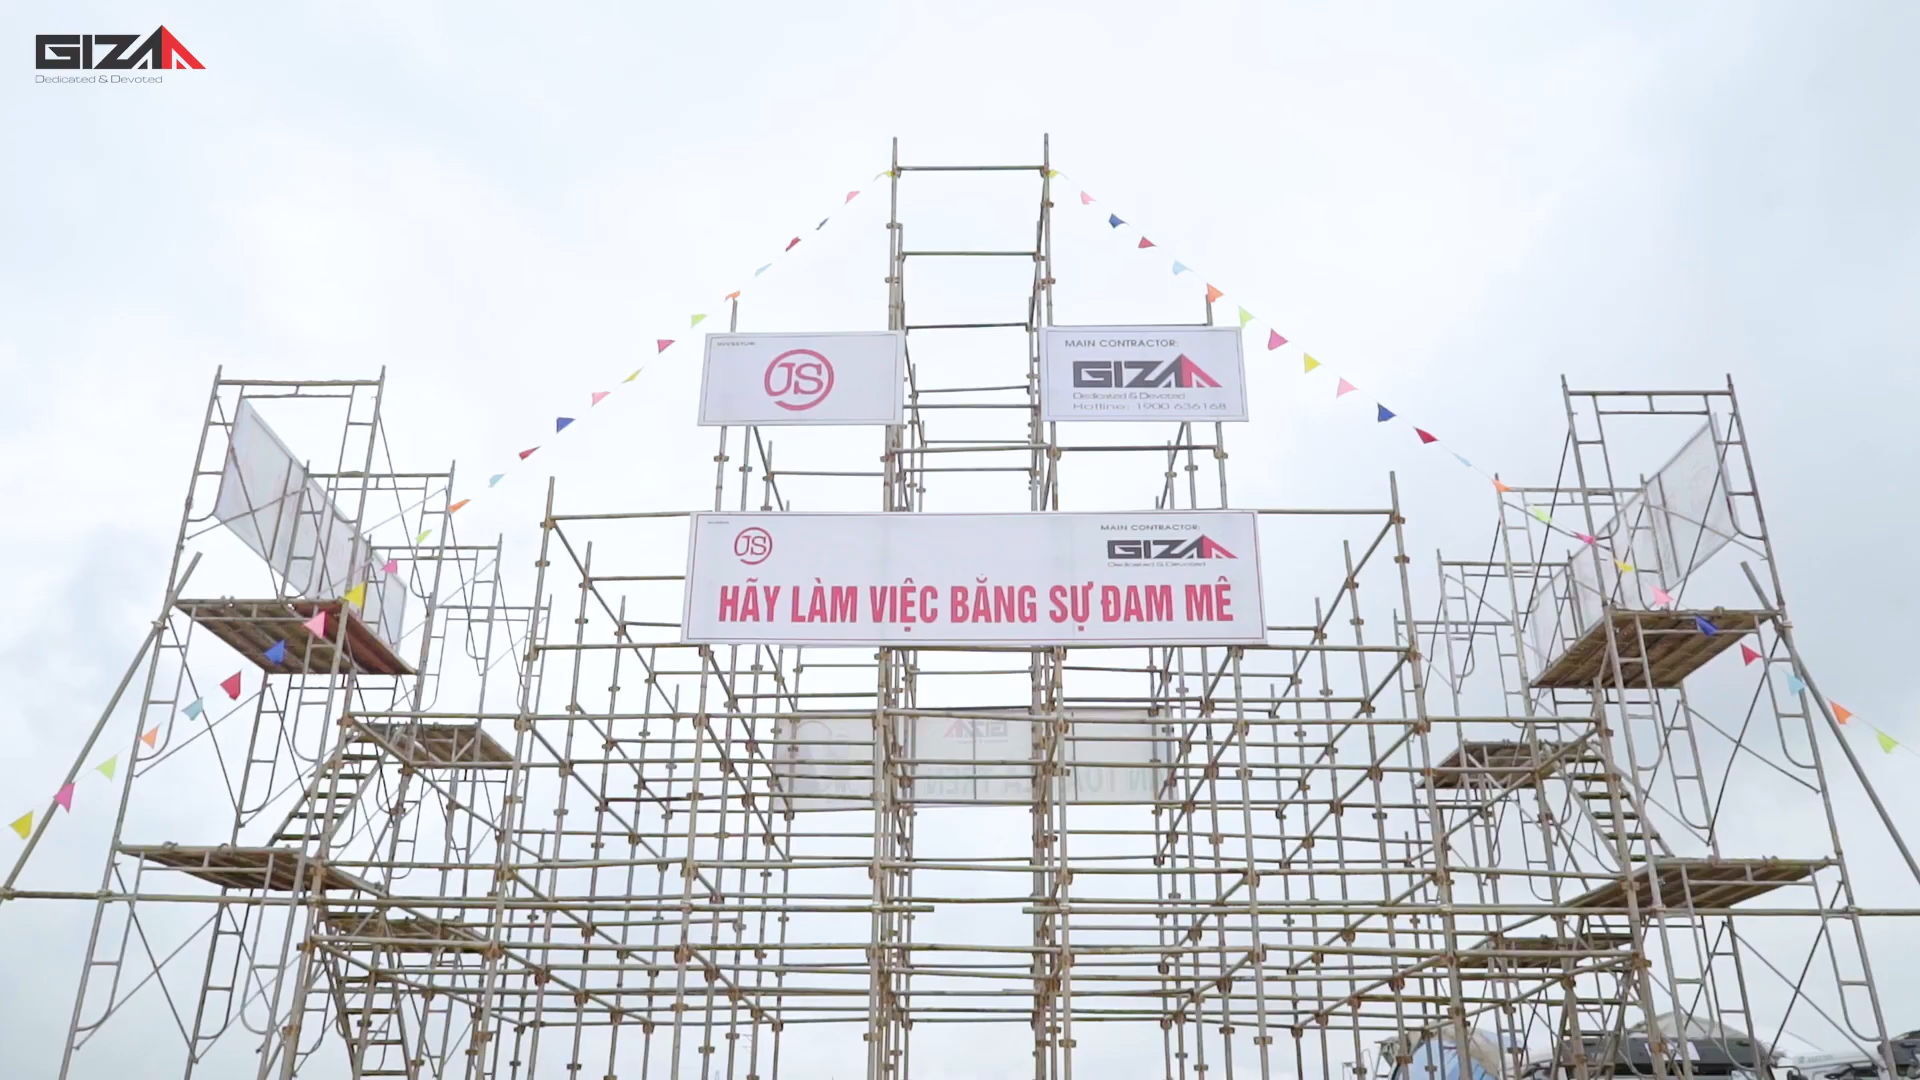 GIZA
Dedicated & Devoted
JS
MAIN CONTRACTOR:
GIZA
Dedicated & Devoted
Hotline: 1900 636168
JS
MAIN CONTRACTOR:
GIZA
Dedicated & Devoted
HÃY LÀM VIỆC BẰNG SỰ ĐAM MÊ